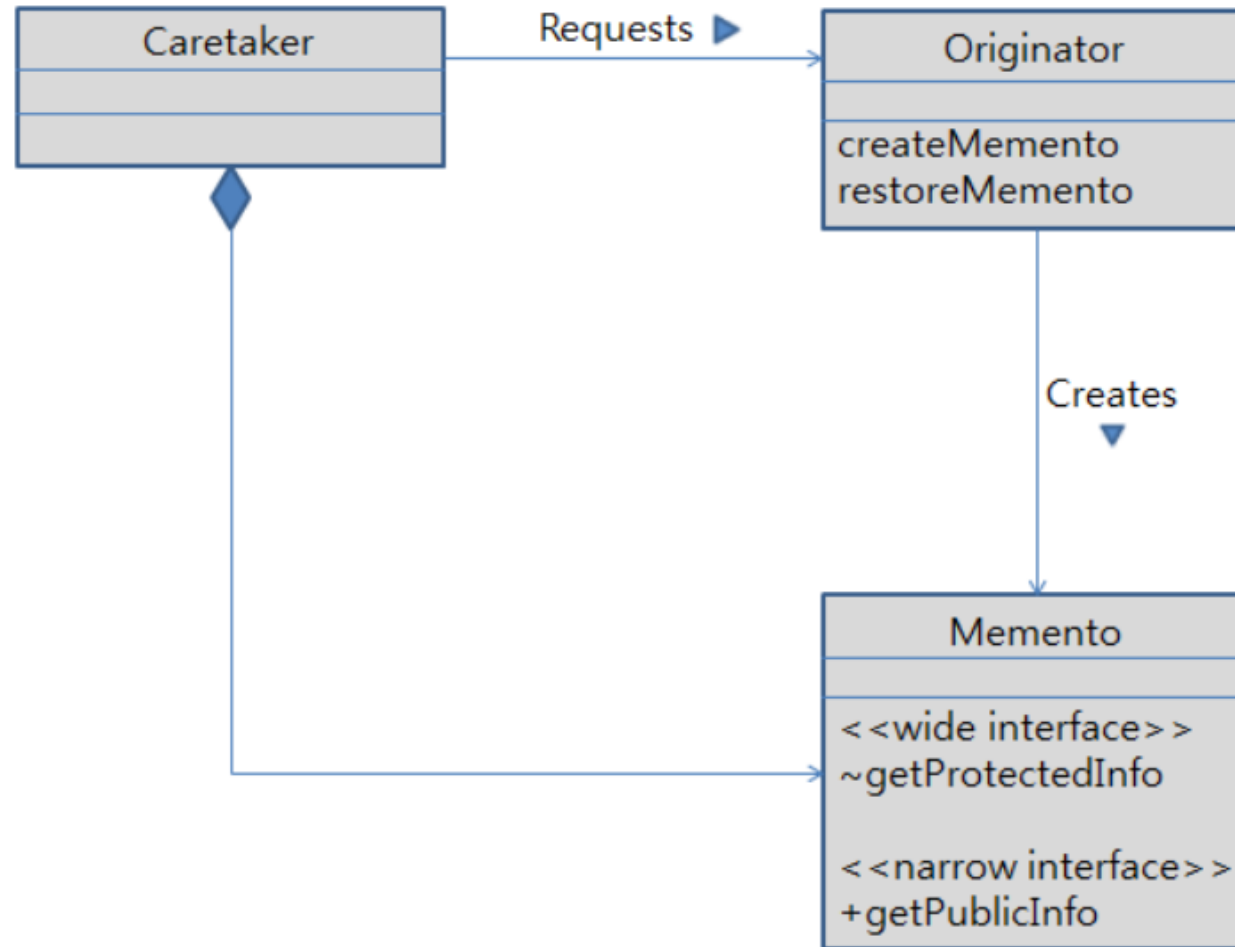 Caretaker
Requests
Originator
createMemento
restoreMemento
Creates
Memento
<<wide interface>>
~getProtectedInfo
<<narrow interface>>
+getPublicInfo